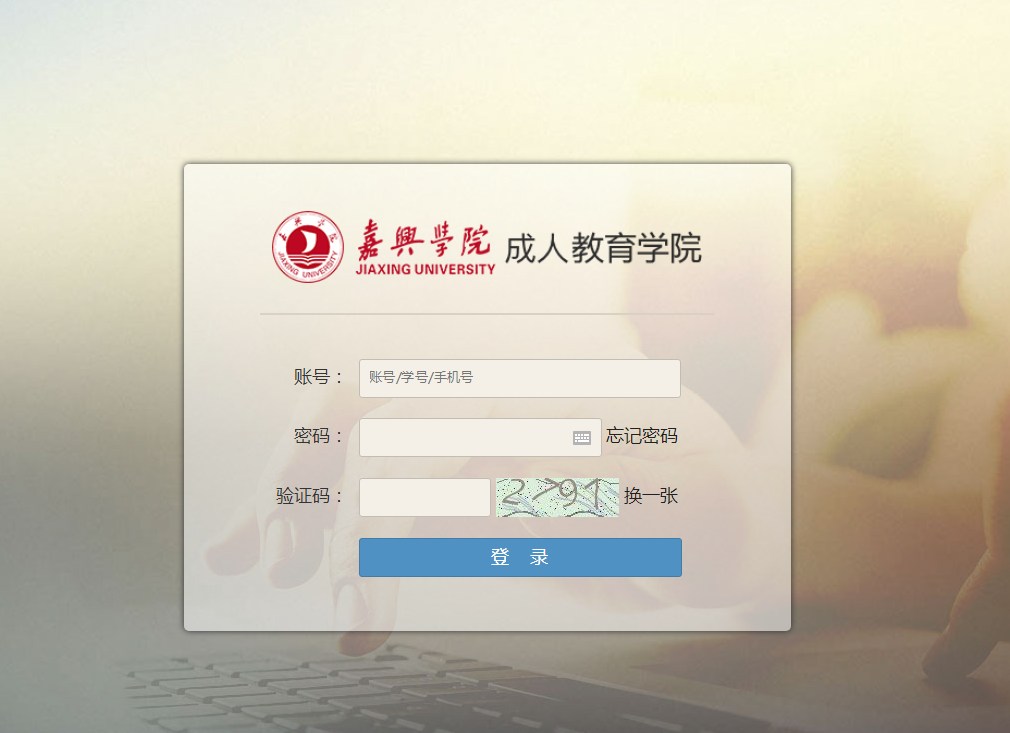 嘉興學院 成人教育学院
JIAXING UNIVERSITY
账号： 账号/学号/手机号
密码： 忘记密码
验证码： 换一张
登 录